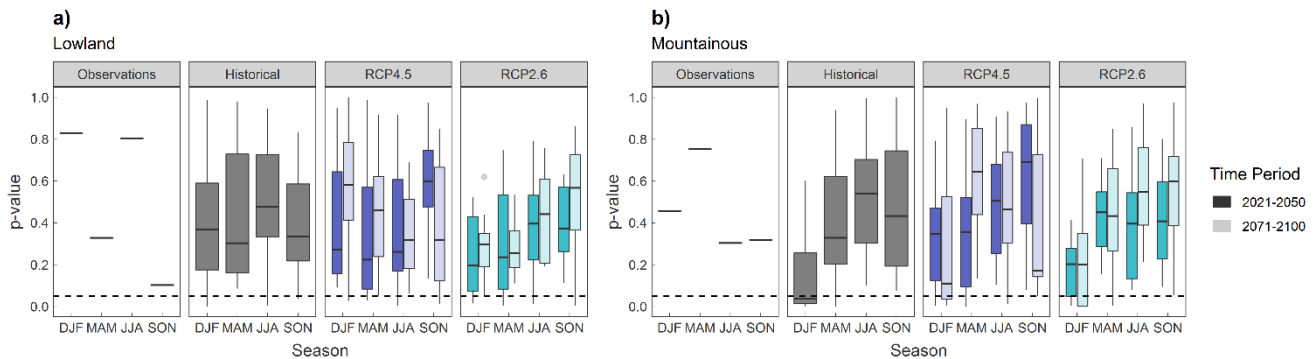 a)
Lowland
Observations Historical RCP4.5 RCP2.6
p-value
1.0
0.8
0.6
0.4
0.2
0.0
DJF MAM JJA SON DJF MAM JJA SON DJF MAM JJA SON DJF MAM JJA SON
Season
b)
Mountainous
Observations Historical RCP4.5 RCP2.6
p-value
1.0
0.8
0.6
0.4
0.2
0.0
DJF MAM JJA SON DJF MAM JJA SON DJF MAM JJA SON DJF MAM JJA SON
Season
Time Period
2021-2050
2071-2100